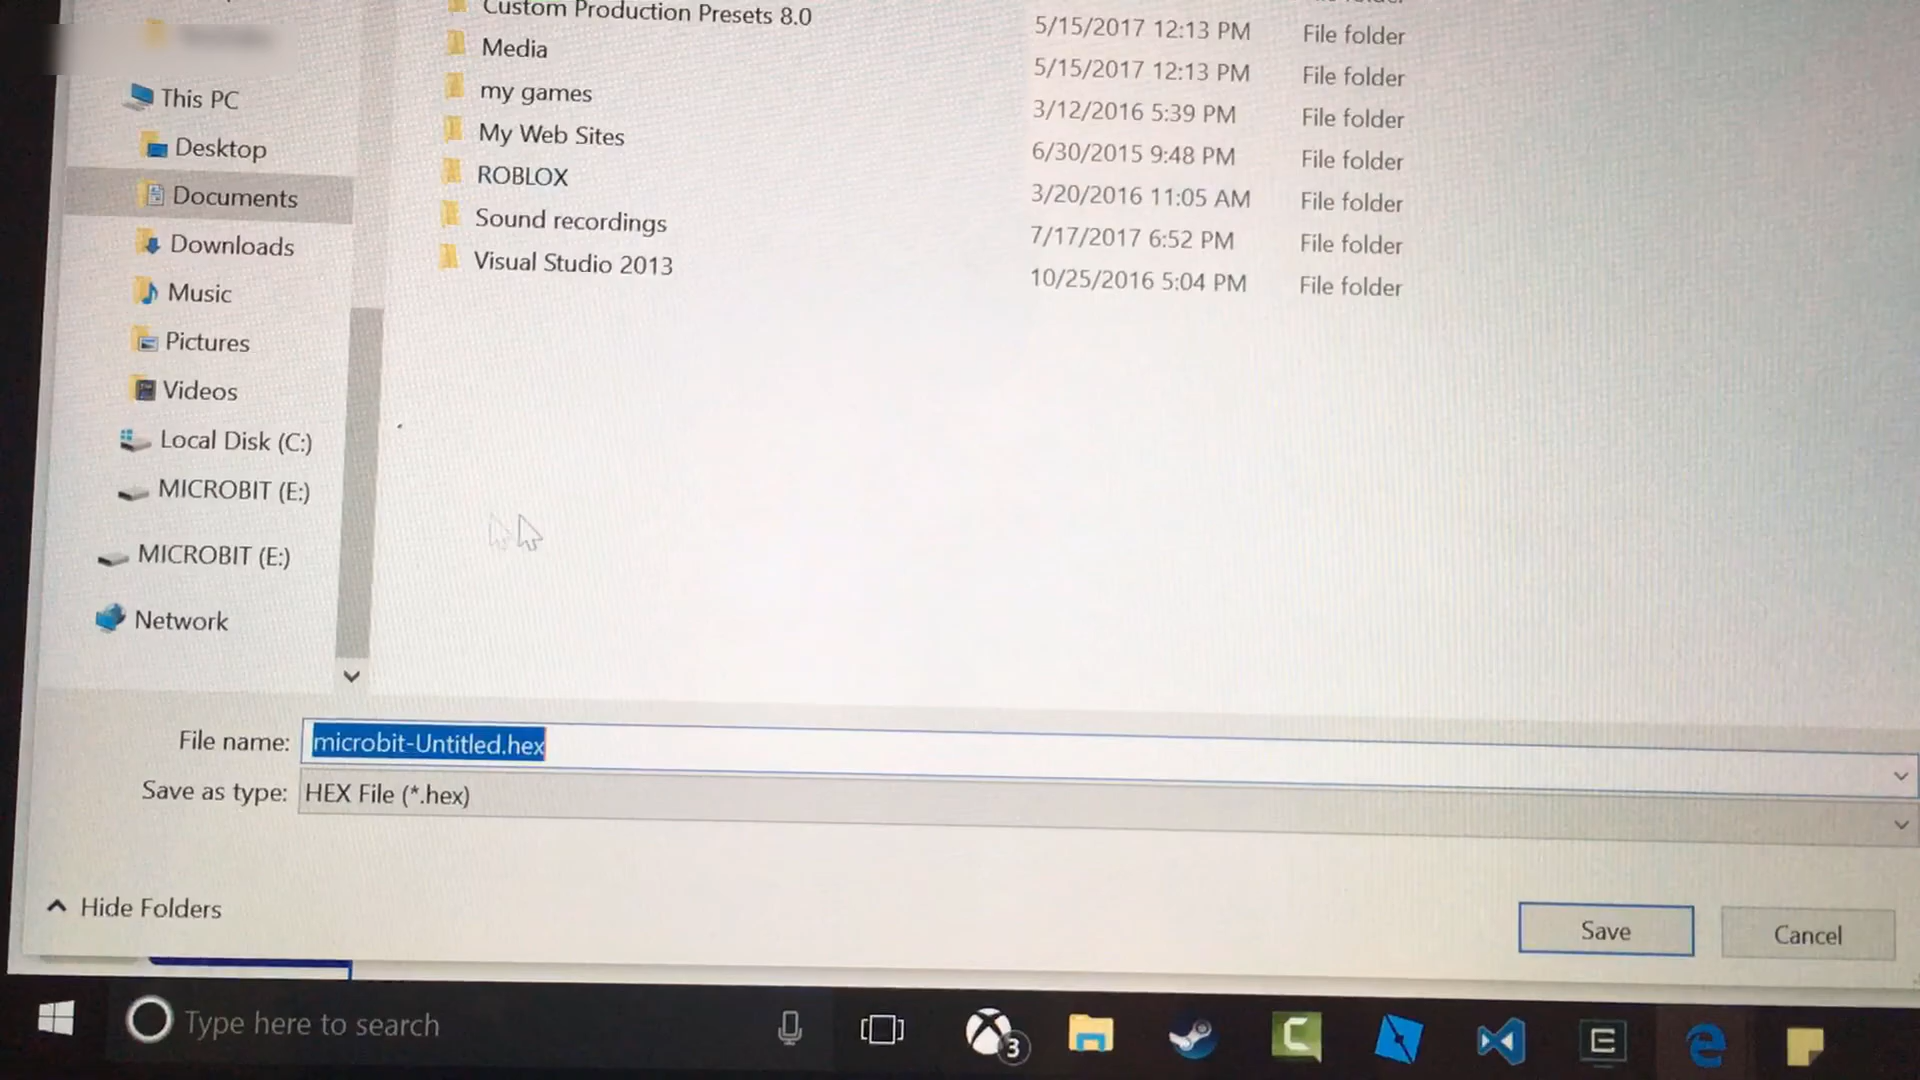 Custom Production Presets 8.0
Media 5/15/2017 12:13 PM File folder
my games 5/15/2017 12:13 PM File folder
My Web Sites 3/12/2016 5:39 PM File folder
ROBLOX 6/30/2015 9:48 PM File folder
Sound recordings 3/20/2016 11:05 AM File folder
Visual Studio 2013 7/17/2017 6:52 PM File folder
10/25/2016 5:04 PM File folder
This PC
Desktop
Documents
Downloads
Music
Pictures
Videos
Local Disk (C:)
MICROBIT (E:)
MICROBIT (E:)
Network
File name: microbit-Untitled.hex
Save as type: HEX File (*.hex)
Hide Folders
Save
Cancel
Type here to search
3